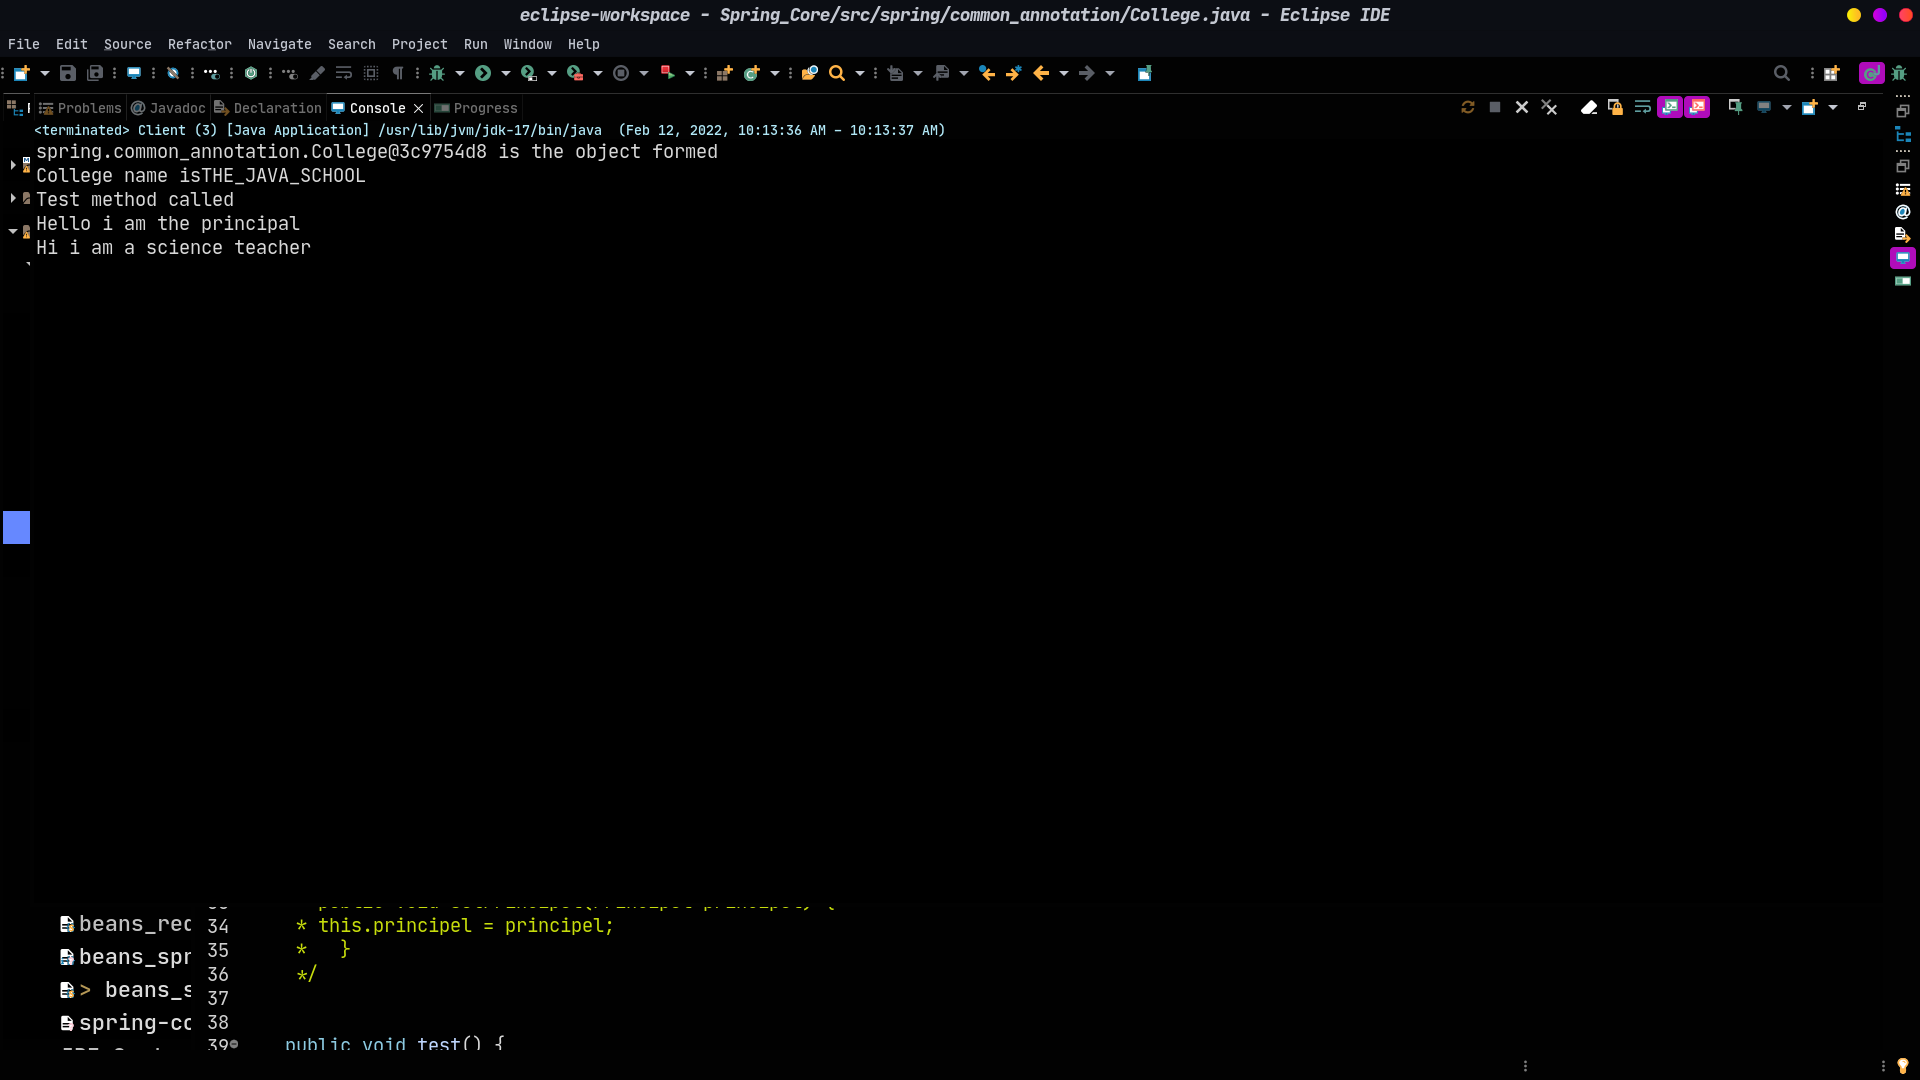 eclipse-workspace - Spring_Core/src/spring/common_annotation/College.java - Eclipse IDE
File Edit Source Refactor Navigate Search Project Run Window Help
Problems @ Javadoc Declaration Console Progress
<terminated> Client (3) [Java Application] /usr/lib/jvm/jdk-17/bin/java (Feb 12, 2022, 10:13:36 AM – 10:13:37 AM)
spring.common_annotation.College@3c9754d8 is the object formed
College name isTHE_JAVA_SCHOOL
Test method called
Hello i am the principal
Hi i am a science teacher
beans_rec
34 * this.principel = principel;
beans_spr
35 * }
36 */
> beans_s
37
spring-co
38
39 public void test() {